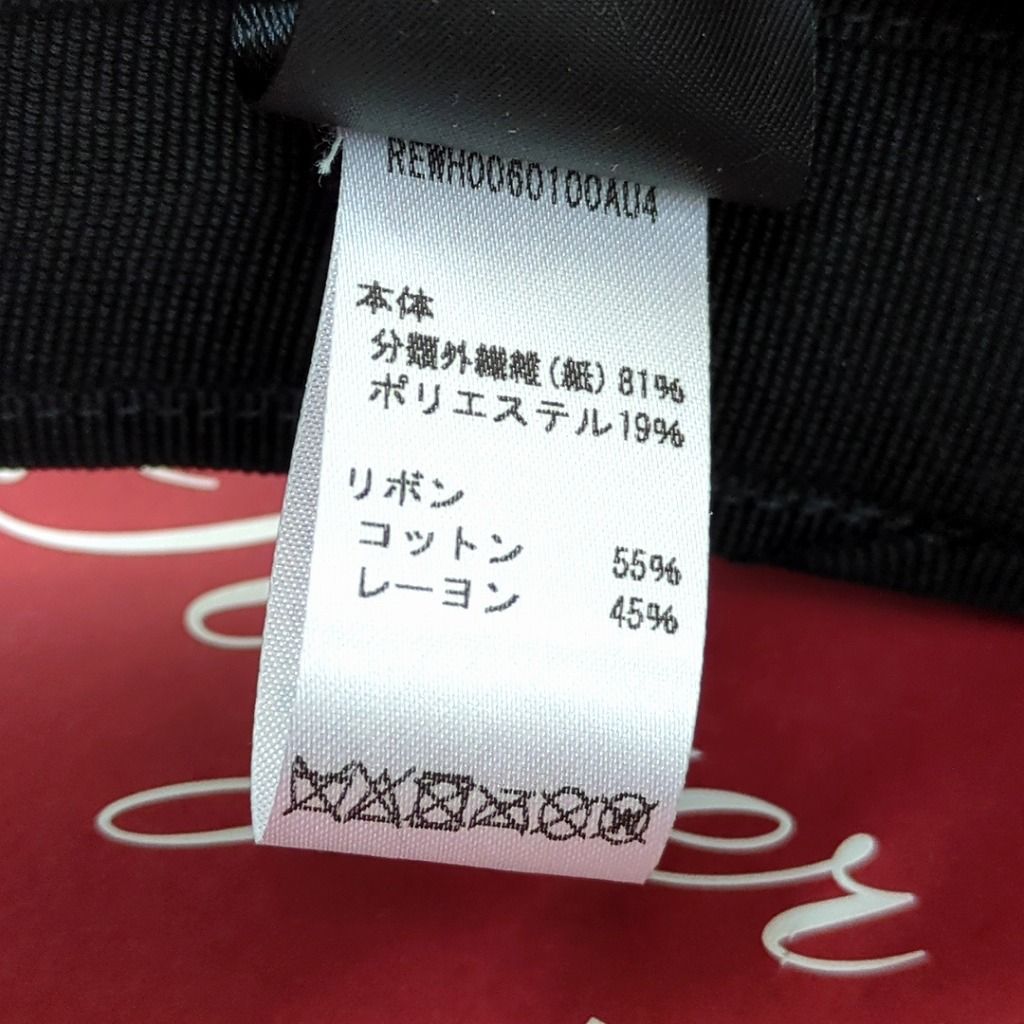 REWH0060100AU4
本体
分類外繊維(紙)81%
ポリエステル19%
リボン
コットン 55%
レーヨン 45%